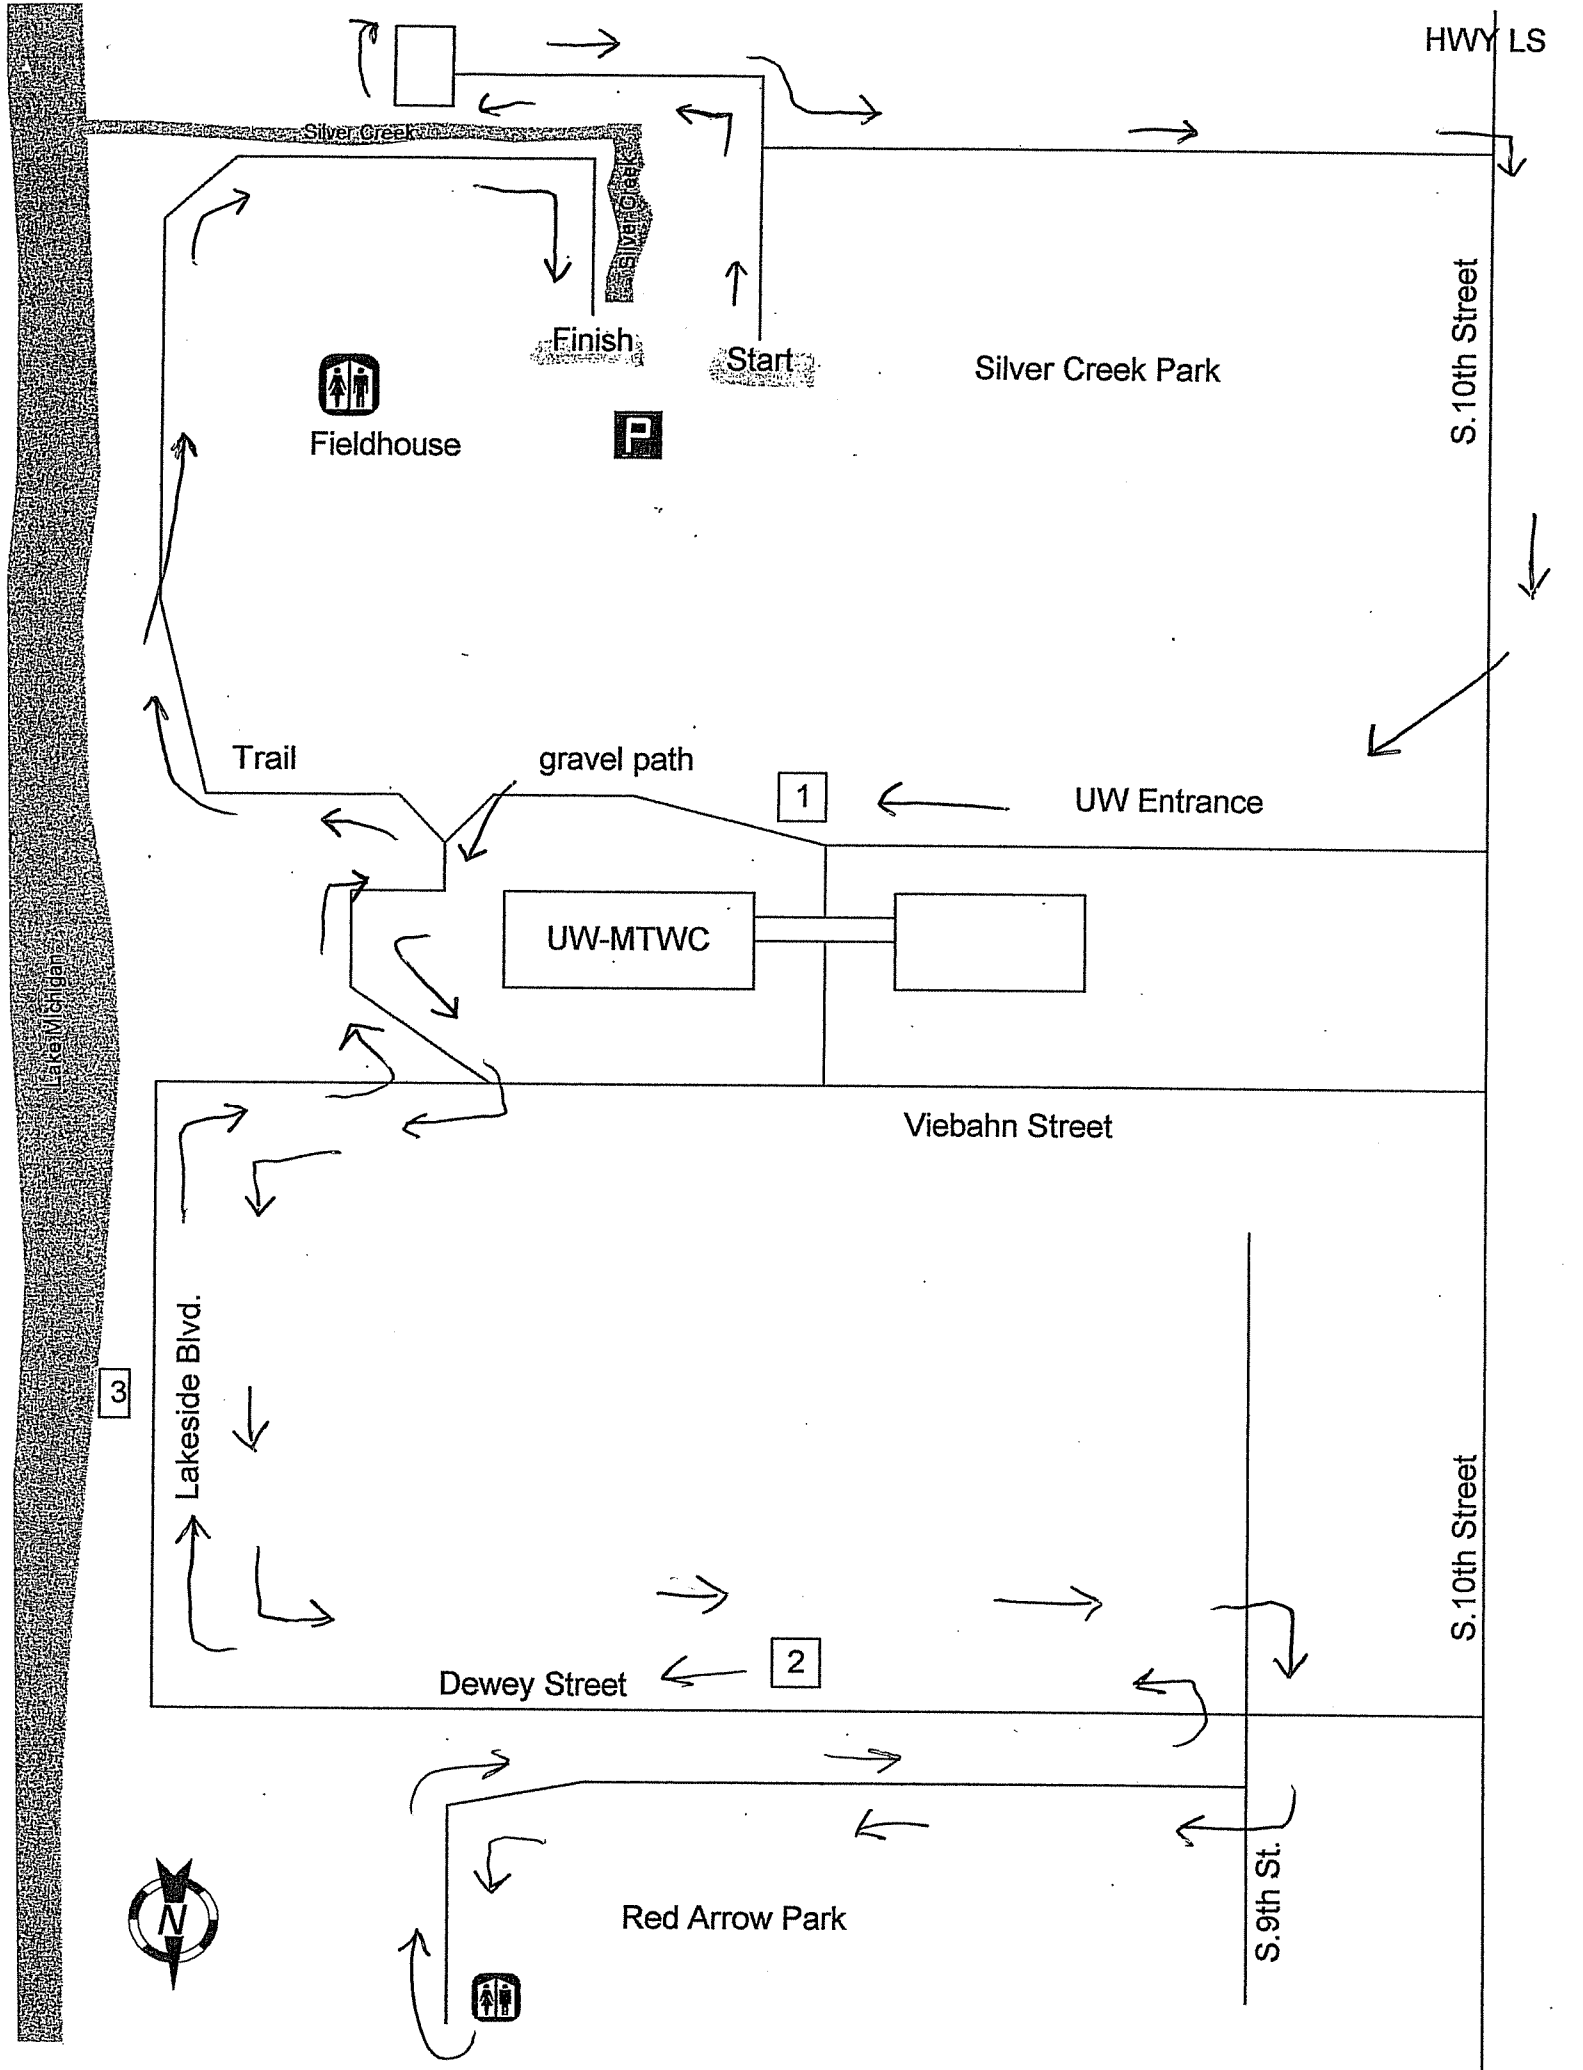 HWY LS
Silver Creek
Silver Creek
Finish
Start
Silver Creek Park
S.10th Street
P
Fieldhouse
Trail
gravel path
1
UW Entrance
UW-MTWC
Lake Michigan
Viebahn Street
Lakeside Blvd.
3
S.10th Street
2
Dewey Street
Red Arrow Park
S.9th St.
N